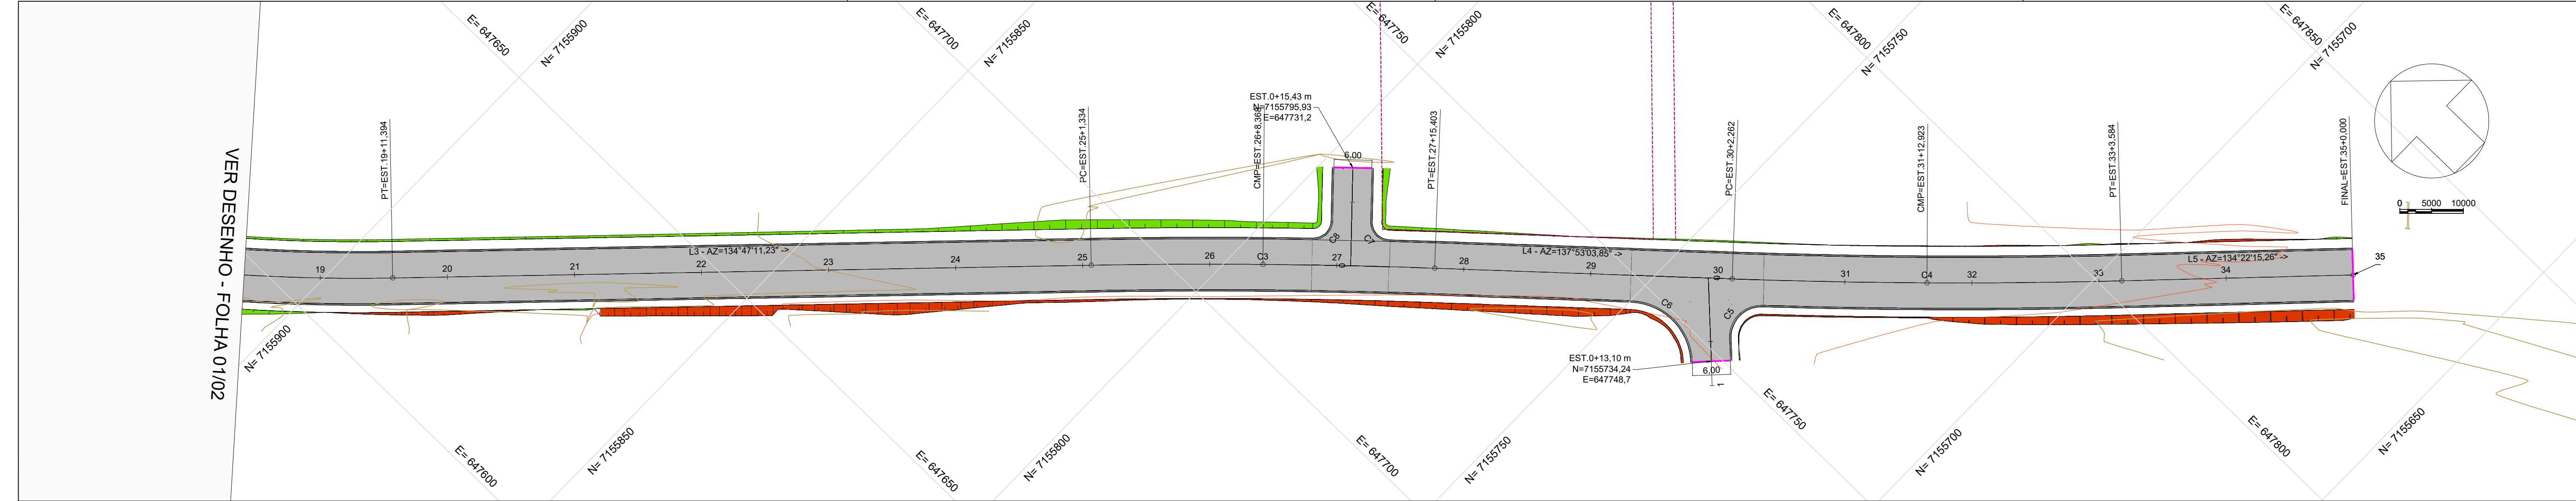 E= 647650
N= 7155900
E= 647700
N= 7155850
E= 647750
N= 7155800
E= 647800
N= 7155750
E= 647850
N= 7155700
VER DESENHO - FOLHA 01/02
PT=EST.19+11,394
PC=EST.25+1,334
CMP=EST.26+8,368
EST.0+15,43 m
N=7155795,93
E=647731,2
6.00
PT=EST.27+15,403
PC=EST.30+2,262
CMP=EST.31+12,923
PT=EST.33+3,584
FINAL=EST.35+0,000
0 5000 10000
L3 - AZ=134°47'11,23" ->
C8
C7
L4 - AZ=137°53'03,85" ->
L5 - AZ=134°22'15,26" ->
19
20
21
22
23
24
25
26
C3
27
0
28
29
30
0
31
C4
32
33
34
35
C6
C5
EST.0+13,10 m
N=7155734,24
E=647748,7
6,00
1
N= 7155900
E= 647600
N= 7155850
E= 647650
N= 7155800
E= 647700
N= 7155750
E= 647750
N= 7155700
E= 647800
N= 7155650